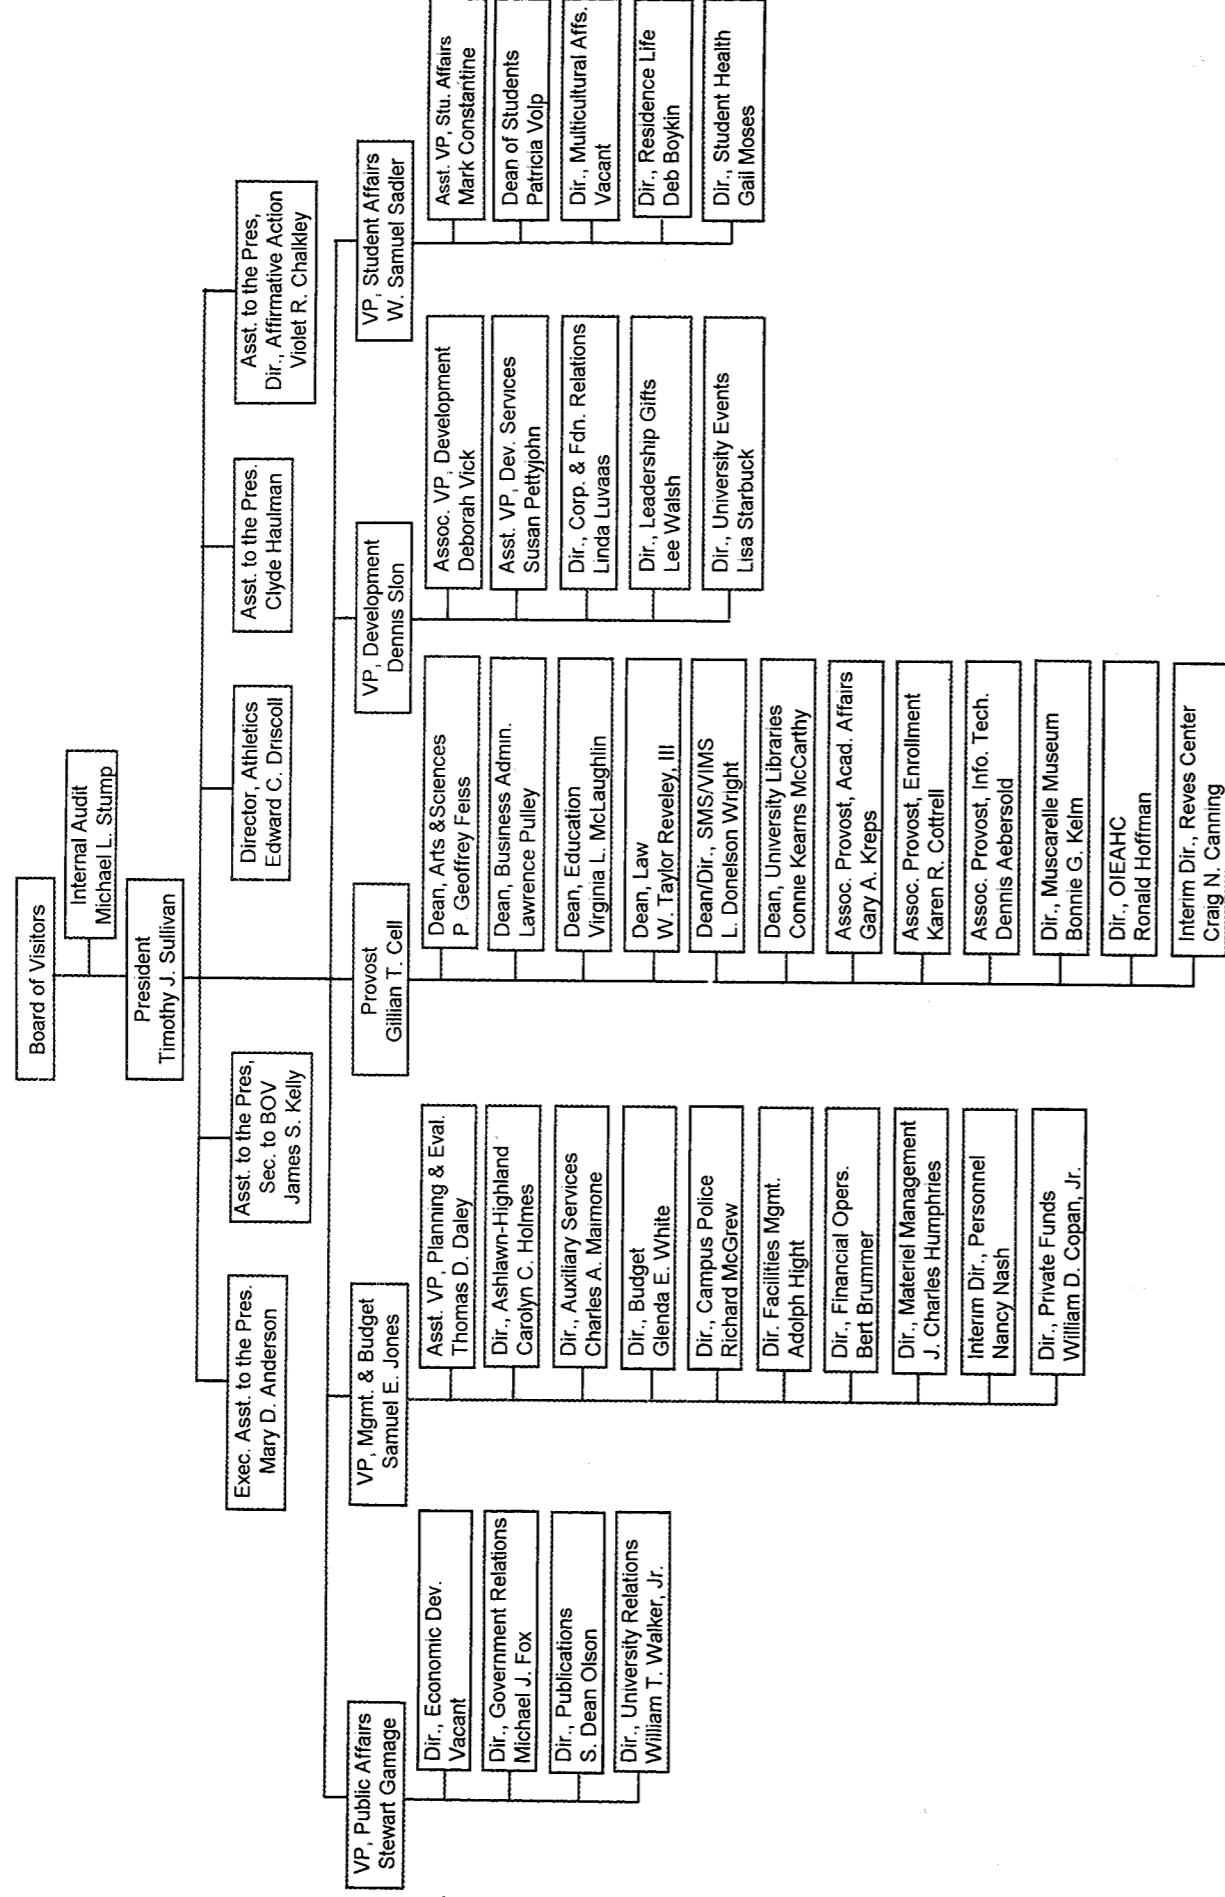 Board of Visitors
Internal Audit
Michael L. Stump
President
Timothy J. Sullivan
Exec. Asst. to the Pres.
Mary D. Anderson
Asst. to the Pres,
Sec. to BOV
James S. Kelly
Director, Athletics
Edward C. Driscoll
Asst. to the Pres.
Clyde Haulman
Asst. to the Pres,
Dir., Affirmative Action
Violet R. Chalkley
VP, Public Affairs
Stewart Gamage
Dir., Economic Dev.
Vacant
Dir., Government Relations
Michael J. Fox
Dir., Publications
S. Dean Olson
Dir., University Relations
William T. Walker, Jr.
VP, Mgmt. & Budget
Samuel E. Jones
Asst. VP, Planning & Eval.
Thomas D. Daley
Dir., Ashlawn-Highland
Carolyn C. Holmes
Dir., Auxiliary Services
Charles A. Maimone
Dir., Budget
Glenda E. White
Dir., Campus Police
Richard McGrew
Dir. Facilities Mgmt.
Adolph Hight
Dir., Financial Opers.
Bert Brummer
Dir., Materiel Management
J. Charles Humphries
Interim Dir., Personnel
Nancy Nash
Dir., Private Funds
William D. Copan, Jr.
Provost
Gillian T. Cell
Dean, Arts &Sciences
P. Geoffrey Feiss
Dean, Business Admin.
Lawrence Pulley
Dean, Education
Virginia L. McLaughlin
Dean, Law
W. Taylor Reveley, III
Dean/Dir., SMS/VIMS
L. Donelson Wright
Dean, University Libraries
Connie Kearns McCarthy
Assoc. Provost, Acad. Affairs
Gary A. Kreps
Assoc. Provost, Enrollment
Karen R. Cottrell
Assoc. Provost, Info. Tech.
Dennis Aebersold
Dir., Muscarelle Museum
Bonnie G. Kelm
Dir., OIEAHC
Ronald Hoffman
Interim Dir., Reves Center
Craig N. Canning
VP, Development
Dennis Slon
Assoc. VP, Development
Deborah Vick
Asst. VP, Dev. Services
Susan Pettyjohn
Dir., Corp. & Fdn. Relations
Linda Luvaas
Dir., Leadership Gifts
Lee Walsh
Dir., University Events
Lisa Starbuck
VP, Student Affairs
W. Samuel Sadler
Asst. VP, Stu. Affairs
Mark Constantine
Dean of Students
Patricia Volp
Dir., Multicultural Affs.
Vacant
Dir., Residence Life
Deb Boykin
Dir., Student Health
Gail Moses